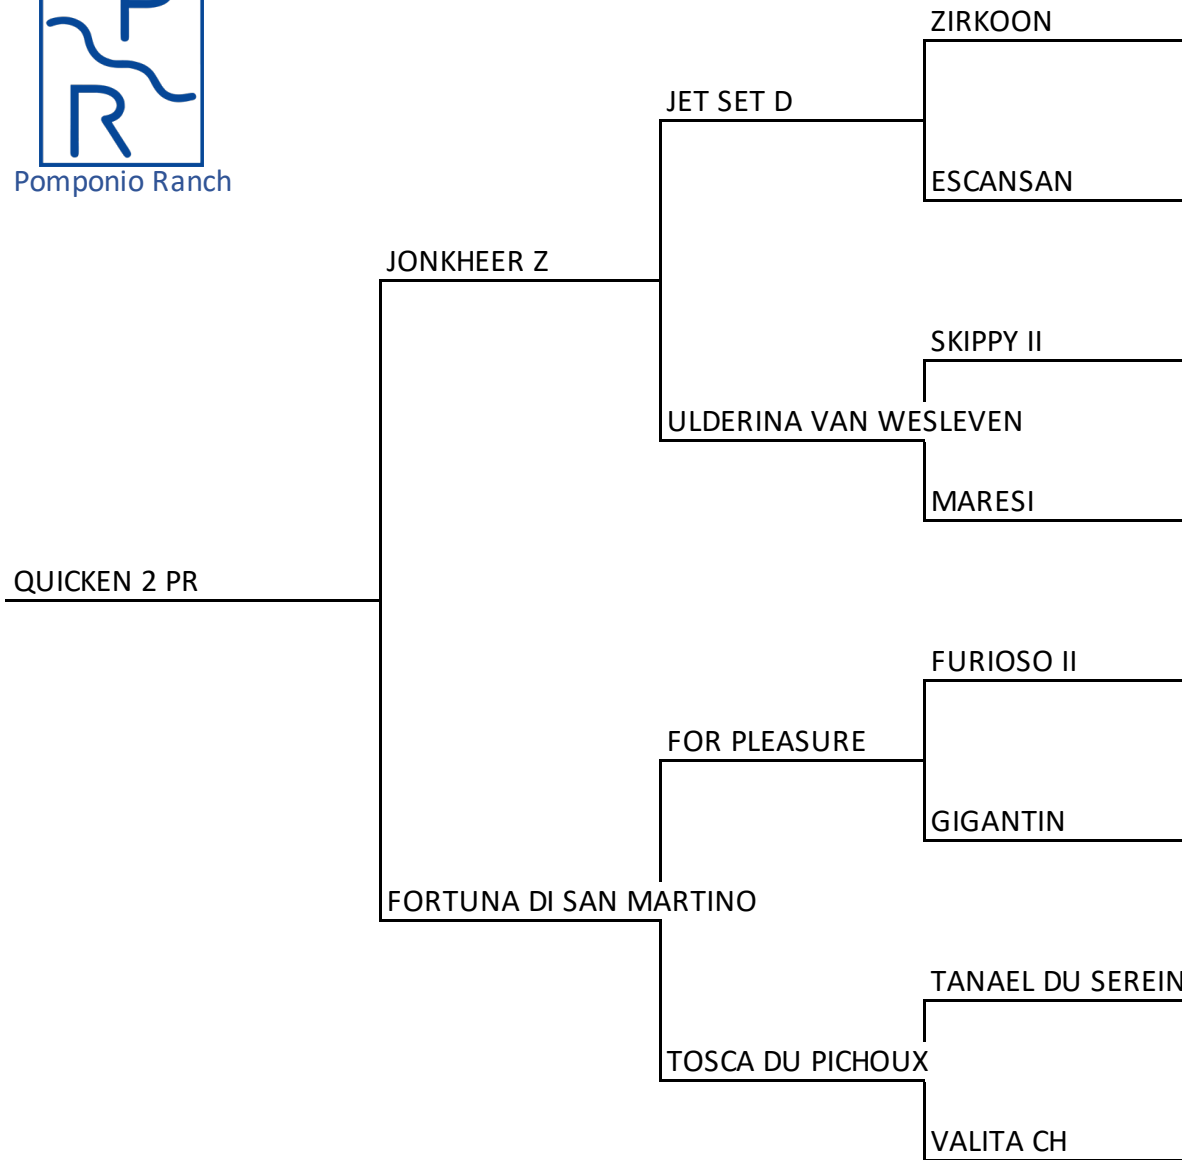 P
R
Pomponio Ranch
ZIRKOON
JET SET D
ESCANSAN
JONKHEER Z
SKIPPY II
ULDERINA VAN WESLEVEN
MARESI
QUICKEN 2 PR
FURIOSO II
FOR PLEASURE
GIGANTIN
FORTUNA DI SAN MARTINO
TANAEL DU SEREIN
TOSCA DU PICHOUX
VALITA CH